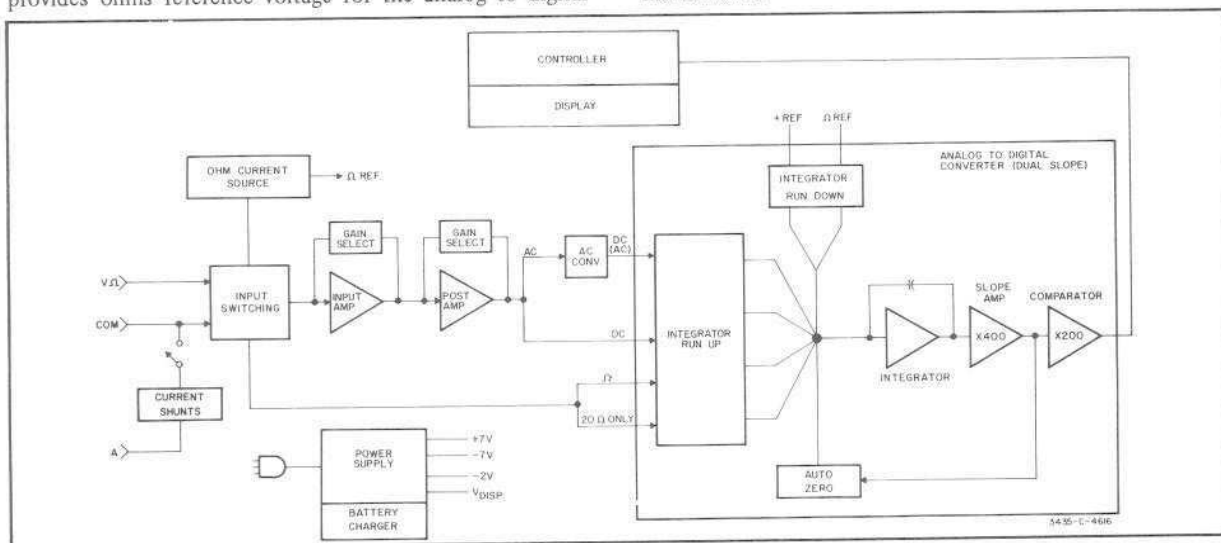 provides ohms reference voltage for the analog to digital
CONTROLLER
DISPLAY
+ REF
Ω REF
ANALOG TO DIGITAL
CONVERTER (DUAL SLOPE)
OHM CURRENT
SOURCE
Ω REF
INTEGRATOR
RUN DOWN
GAIN
SELECT
GAIN
SELECT
AC
AC
CONV
DC
(AC)
VΩ
INPUT
SWITCHING
INPUT
AMP
POST
AMP
COM
DC
INTEGRATOR
RUN UP
SLOPE
AMP
X400
COMPARATOR
X200
INTEGRATOR
CURRENT
SHUNTS
Ω
20 Ω ONLY
A
POWER
SUPPLY
+7V
-7V
-2V
VDISP.
BATTERY
CHARGER
AUTO
ZERO
3435-C-4616